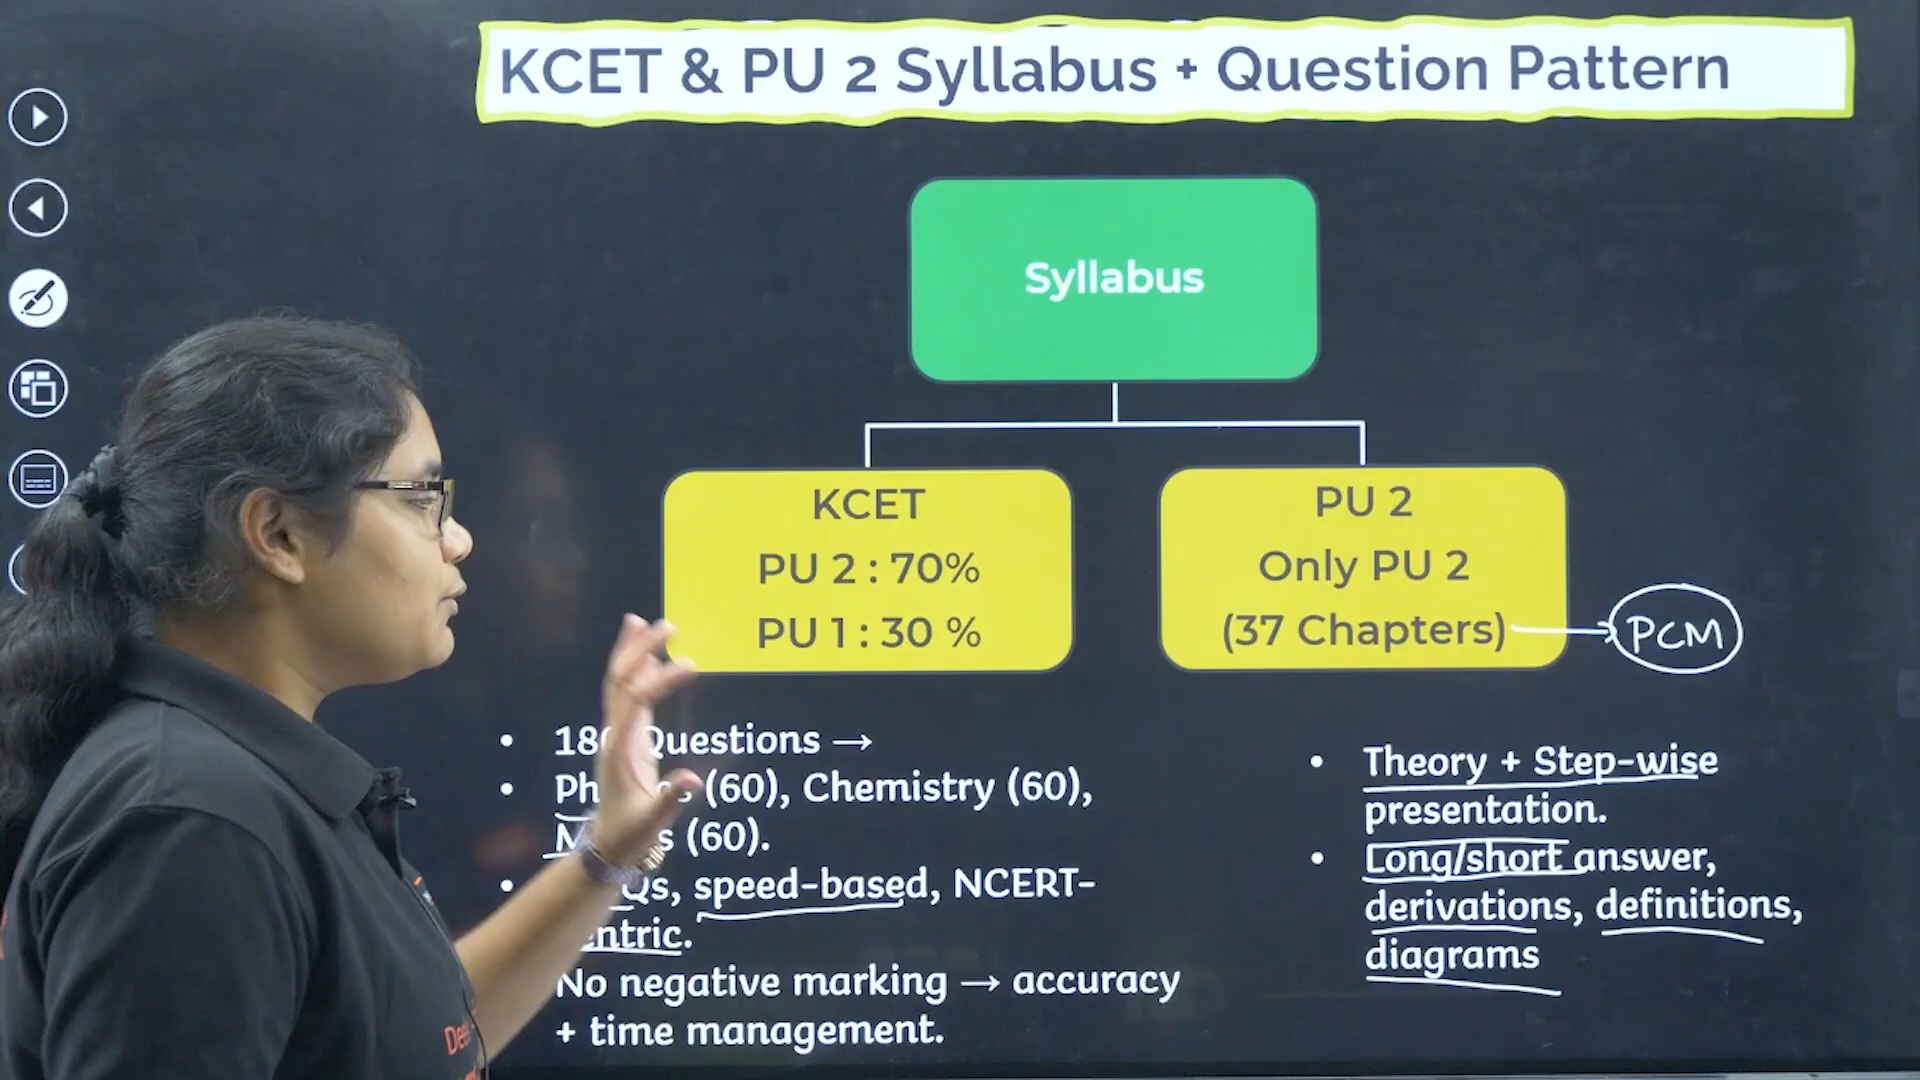 KCET & PU 2 Syllabus + Question Pattern
Syllabus
KCET
PU 2 : 70%
PU 1 : 30 %
PU 2
Only PU 2
(37 Chapters)
PCM
• Questions →
• (60), Chemistry (60),
(60).
• speed-based, NCERT-
No negative marking → accuracy
+ time management.
• Theory + Step-wise
presentation.
• Long/short answer,
derivations, definitions,
diagrams